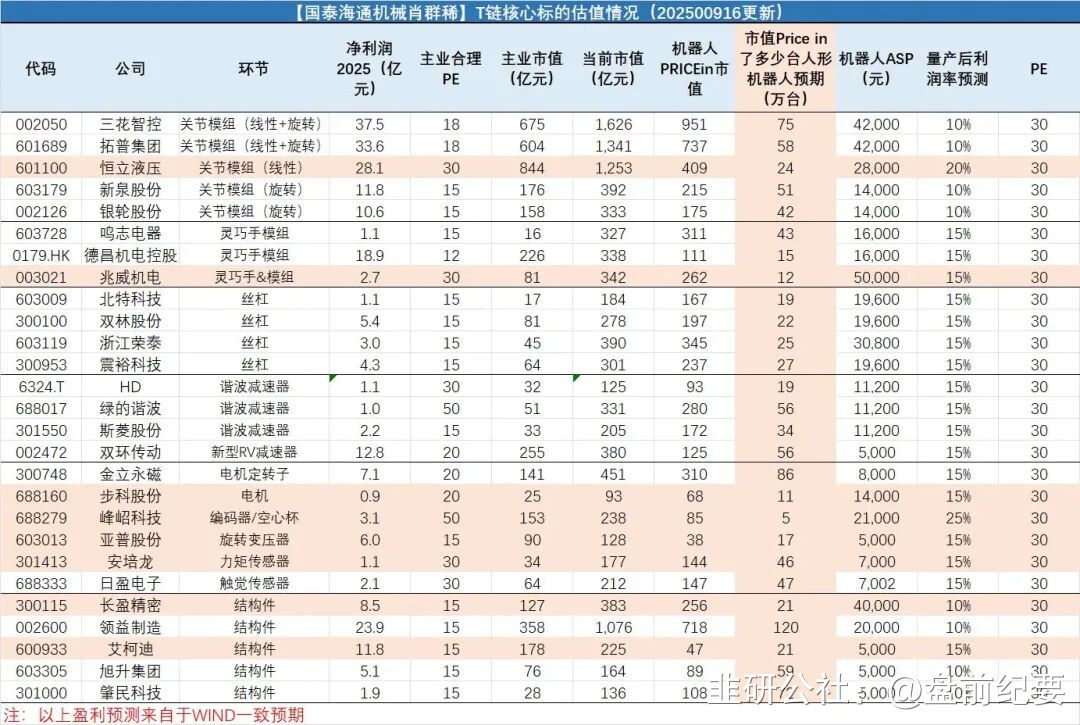 【国泰海通机械肖群稀】T链核心标的估值情况（202500916更新）
代码 公司 环节 净利润2025（亿元） 主业合理PE 主业市值（亿元） 当前市值（亿元） 机器人PRICEin市值 市值Price in了多少台人形机器人预期（万台） 机器人ASP（元） 量产后利润率预测 PE
002050 三花智控 关节模组（线性+旋转） 37.5 18 675 1,626 951 75 42,000 10% 30
601689 拓普集团 关节模组（线性+旋转） 33.6 18 604 1,341 737 58 42,000 10% 30
601100 恒立液压 关节模组（线性） 28.1 30 844 1,253 409 24 28,000 20% 30
603179 新泉股份 关节模组（旋转） 11.8 15 176 392 215 51 14,000 10% 30
002126 银轮股份 关节模组（旋转） 10.6 15 158 333 175 42 14,000 10% 30
603728 鸣志电器 灵巧手模组 1.1 15 16 327 311 43 16,000 15% 30
0179.HK 德昌机电控股 灵巧手模组 18.9 12 226 338 111 15 16,000 15% 30
003021 兆威机电 灵巧手&模组 2.7 30 81 342 262 12 50,000 15% 30
603009 北特科技 丝杠 1.1 15 17 184 167 19 19,600 15% 30
300100 双林股份 丝杠 5.4 15 81 278 197 22 19,600 15% 30
603119 浙江荣泰 丝杠 3.0 15 45 390 345 25 30,800 15% 30
300953 震裕科技 丝杠 4.3 15 64 301 237 27 19,600 15% 30
6324.T HD 谐波减速器 1.1 30 32 125 93 19 11,200 15% 30
688017 绿的谐波 谐波减速器 1.0 50 51 331 280 56 11,200 15% 30
301550 斯菱股份 谐波减速器 2.2 15 33 205 172 34 11,200 15% 30
002472 双环传动 新型RV减速器 12.8 20 255 380 125 56 5,000 15% 30
300748 金立永磁 电机定转子 7.1 20 141 451 310 86 8,000 15% 30
688160 步科股份 电机 0.9 20 25 93 68 11 14,000 15% 30
688279 峰岹科技 编码器/空心杯 3.1 50 153 238 85 5 21,000 25% 30
603013 亚普股份 旋转变压器 6.0 15 90 128 38 17 5,000 15% 30
301413 安培龙 力矩传感器 1.1 30 34 177 144 46 7,000 15% 30
688333 日盈电子 触觉传感器 2.1 30 64 212 147 47 7,002 15% 30
300115 长盈精密 结构件 8.5 15 127 383 256 21 40,000 10% 30
002600 领益制造 结构件 23.9 15 358 1,076 718 120 20,000 10% 30
600933 艾柯迪 结构件 11.8 15 178 225 47 21 5,000 15% 30
603305 旭升集团 结构件 5.1 15 76 164 89 59 5,000 10% 30
301000 肇民科技 结构件 1.9 15 28 136 108 5,000 30
注：以上盈利预测来自于WIND一致预期
韭研公社，@盘前纪要